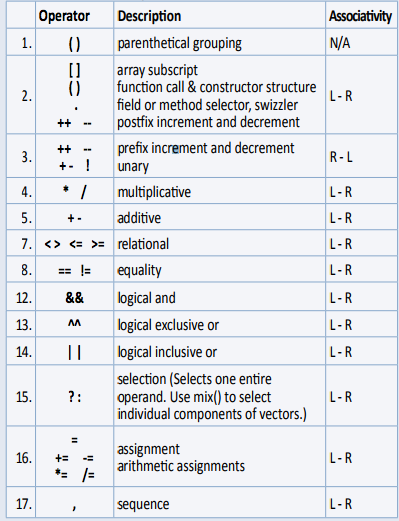 Operator Description Associativity
1. ( ) parenthetical grouping N/A
2. [ ] array subscript L - R
( ) function call & constructor structure
. field or method selector, swizzler
++ -- postfix increment and decrement
3. ++ -- prefix increment and decrement R - L
+ - ! unary
4. * / multiplicative L - R
5. + - additive L - R
7. < > <= >= relational L - R
8. == != equality L - R
12. && logical and L - R
13. ^^ logical exclusive or L - R
14. | | logical inclusive or L - R
15. ? : selection (Selects one entire L - R
operand. Use mix() to select
individual components of vectors.)
16. = assignment L - R
+= -= arithmetic assignments
*= /=
17. , sequence L - R